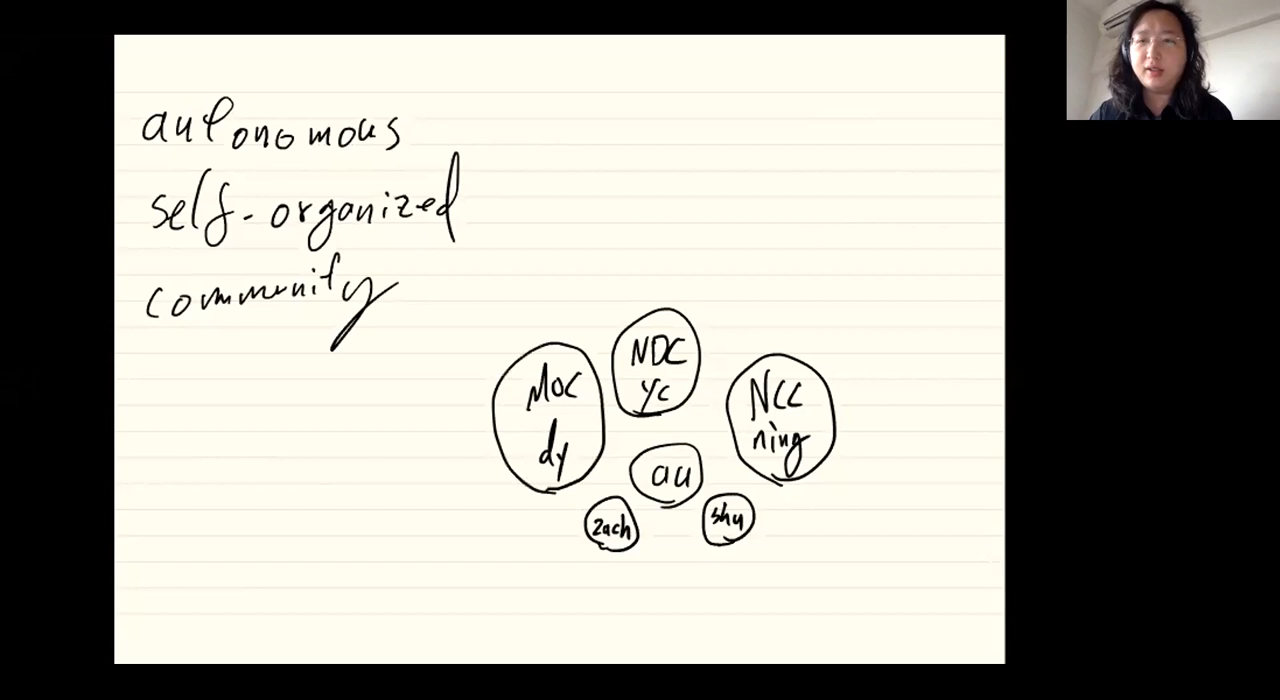 autonomous
self-organized
community
MOC
dy
NDC
yc
NCC
ning
au
zach
shu